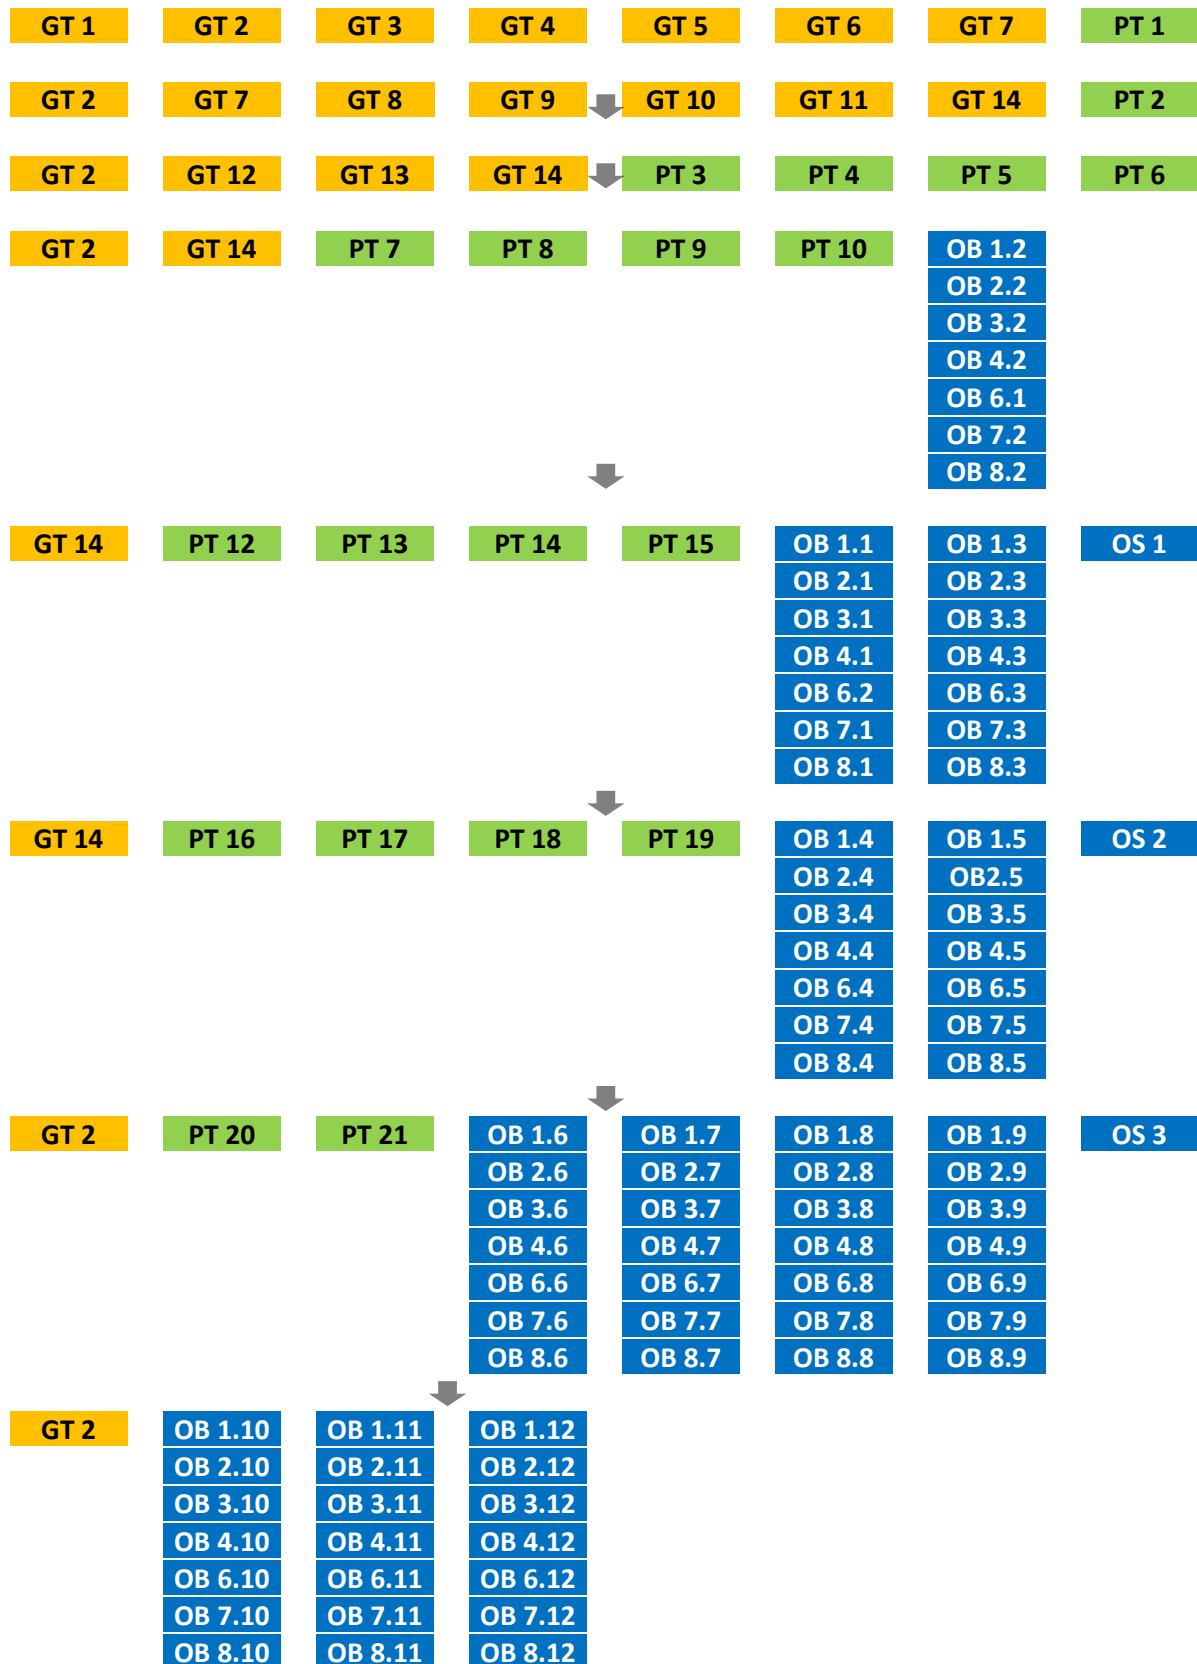 GT 1 GT 2 GT 3 GT 4 GT 5 GT 6 GT 7 PT 1
GT 2 GT 7 GT 8 GT 9 GT 10 GT 11 GT 14 PT 2
GT 2 GT 12 GT 13 GT 14 PT 3 PT 4 PT 5 PT 6
GT 2 GT 14 PT 7 PT 8 PT 9 PT 10 OB 1.2
OB 2.2
OB 3.2
OB 4.2
OB 6.1
OB 7.2
OB 8.2
GT 14 PT 12 PT 13 PT 14 PT 15 OB 1.1 OB 1.3 OS 1
OB 2.1 OB 2.3
OB 3.1 OB 3.3
OB 4.1 OB 4.3
OB 6.2 OB 6.3
OB 7.1 OB 7.3
OB 8.1 OB 8.3
GT 14 PT 16 PT 17 PT 18 PT 19 OB 1.4 OB 1.5 OS 2
OB 2.4 OB2.5
OB 3.4 OB 3.5
OB 4.4 OB 4.5
OB 6.4 OB 6.5
OB 7.4 OB 7.5
OB 8.4 OB 8.5
GT 2 PT 20 PT 21 OB 1.6 OB 1.7 OB 1.8 OB 1.9 OS 3
OB 2.6 OB 2.7 OB 2.8 OB 2.9
OB 3.6 OB 3.7 OB 3.8 OB 3.9
OB 4.6 OB 4.7 OB 4.8 OB 4.9
OB 6.6 OB 6.7 OB 6.8 OB 6.9
OB 7.6 OB 7.7 OB 7.8 OB 7.9
OB 8.6 OB 8.7 OB 8.8 OB 8.9
GT 2 OB 1.10 OB 1.11 OB 1.12
OB 2.10 OB 2.11 OB 2.12
OB 3.10 OB 3.11 OB 3.12
OB 4.10 OB 4.11 OB 4.12
OB 6.10 OB 6.11 OB 6.12
OB 7.10 OB 7.11 OB 7.12
OB 8.10 OB 8.11 OB 8.12